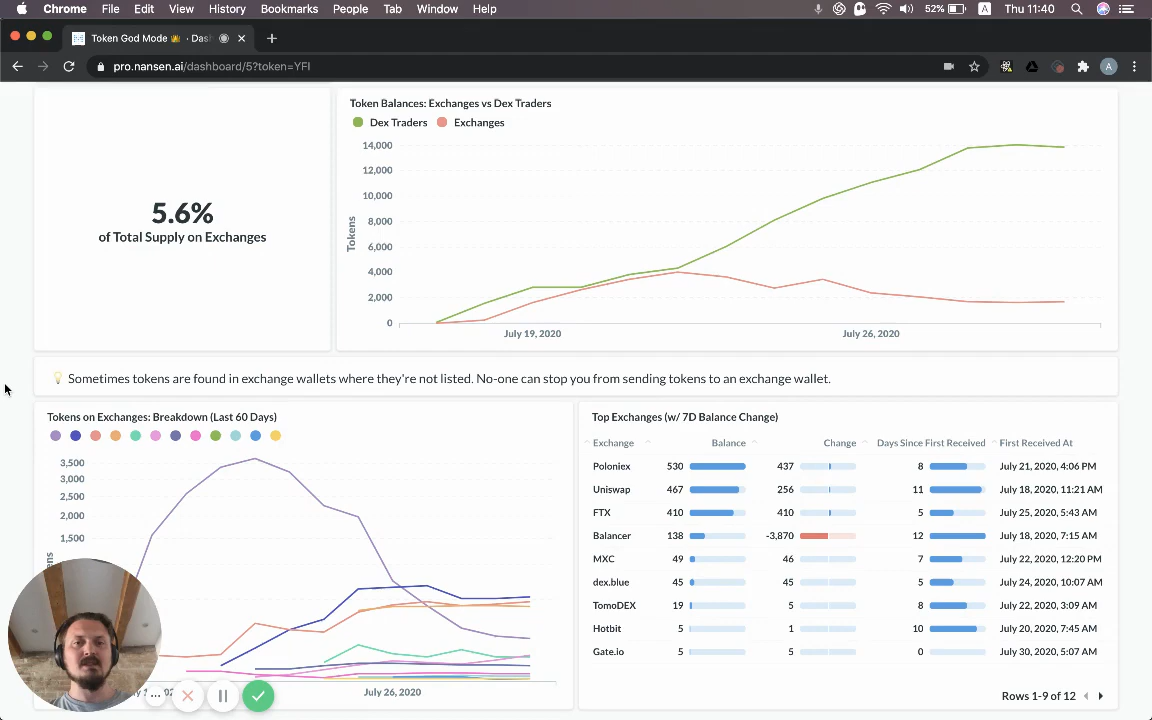 Chrome File Edit View History Bookmarks People Tab Window Help 52% A Thu 11:40
Token God Mode 👑 · Das
pro.nansen.ai/dashboard/5?token=YFI A
5.6%
of Total Supply on Exchanges
Token Balances: Exchanges vs Dex Traders
Dex Traders Exchanges
14,000
12,000
10,000
8,000
6,000
4,000
2,000
0
Tokens
July 19, 2020 July 26, 2020
💡 Sometimes tokens are found in exchange wallets where they're not listed. No-one can stop you from sending tokens to an exchange wallet.
Tokens on Exchanges: Breakdown (Last 60 Days)
3,500
3,000
2,500
2,000
1,500
July 26, 2020
Top Exchanges (w/ 7D Balance Change)
Exchange Balance Change Days Since First Received First Received At
Poloniex 530 437 8 July 21, 2020, 4:06 PM
Uniswap 467 256 11 July 18, 2020, 11:21 AM
FTX 410 410 5 July 25, 2020, 5:43 AM
Balancer 138 -3,870 12 July 18, 2020, 7:15 AM
MXC 49 46 7 July 22, 2020, 12:20 PM
dex.blue 45 45 5 July 24, 2020, 10:07 AM
TomoDEX 19 5 8 July 22, 2020, 3:09 AM
Hotbit 5 1 10 July 20, 2020, 7:45 AM
Gate.io 5 5 0 July 30, 2020, 5:07 AM
Rows 1-9 of 12